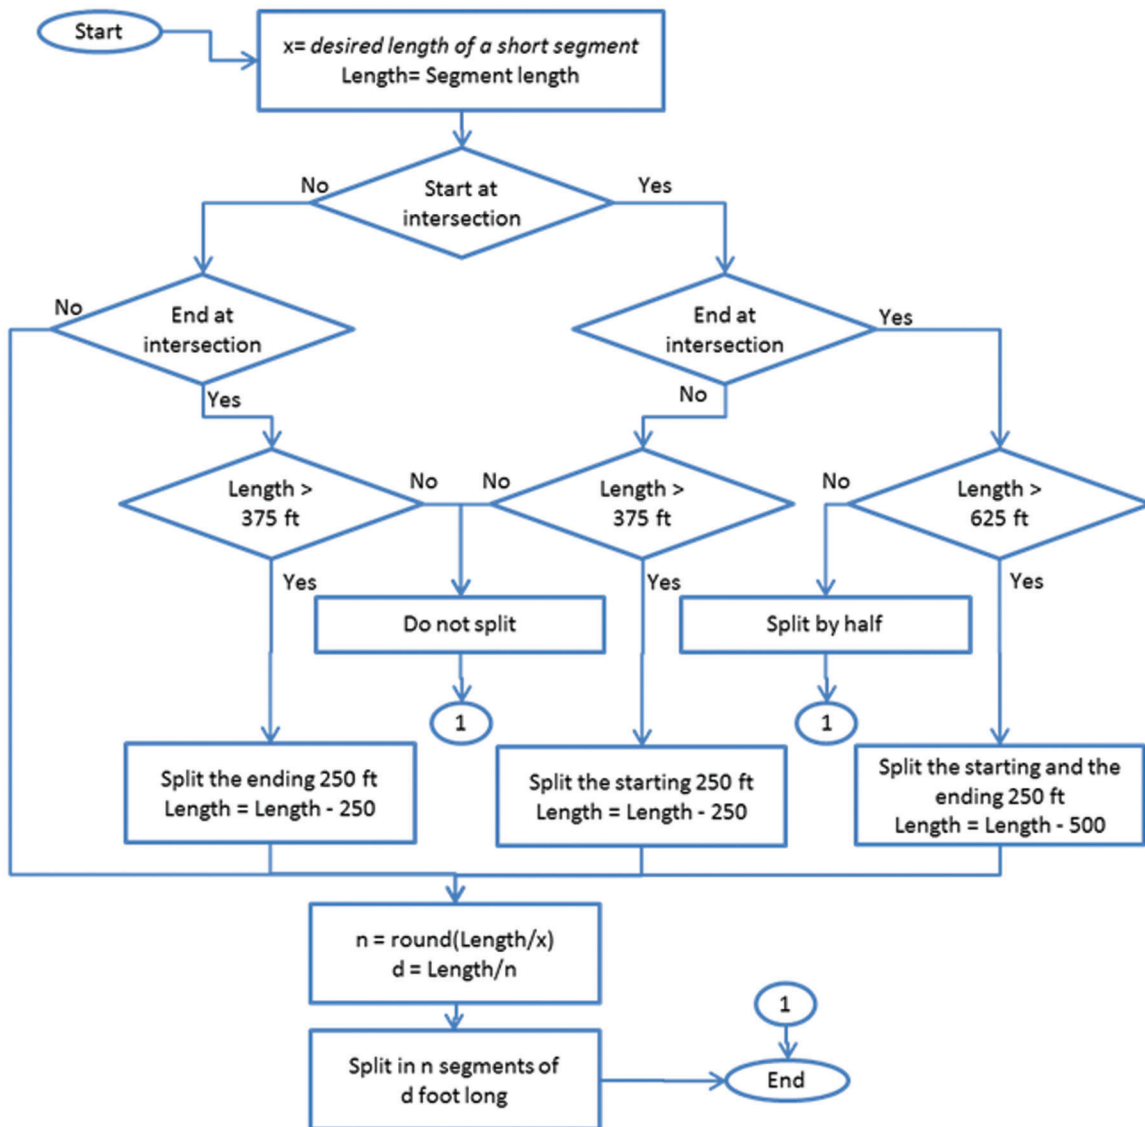 Start
x= desired length of a short segment
Length= Segment length
No
Start at
intersection
Yes
No
End at
intersection
End at
intersection
Yes
Yes
No
Length >
375 ft
No
No
Length >
375 ft
No
Length >
625 ft
Yes
Yes
Yes
Do not split
Split by half
1
1
Split the ending 250 ft
Length = Length - 250
Split the starting 250 ft
Length = Length - 250
Split the starting and the
ending 250 ft
Length = Length - 500
n = round(Length/x)
d = Length/n
1
Split in n segments of
d foot long
End